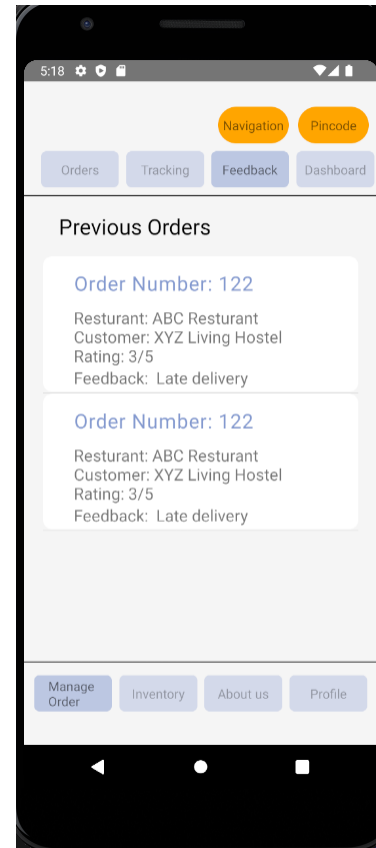 5:18
Navigation Pincode
Orders Tracking Feedback Dashboard
Previous Orders
Order Number: 122
Resturant: ABC Resturant
Customer: XYZ Living Hostel
Rating: 3/5
Feedback: Late delivery
Order Number: 122
Resturant: ABC Resturant
Customer: XYZ Living Hostel
Rating: 3/5
Feedback: Late delivery
Manage
Order Inventory About us Profile